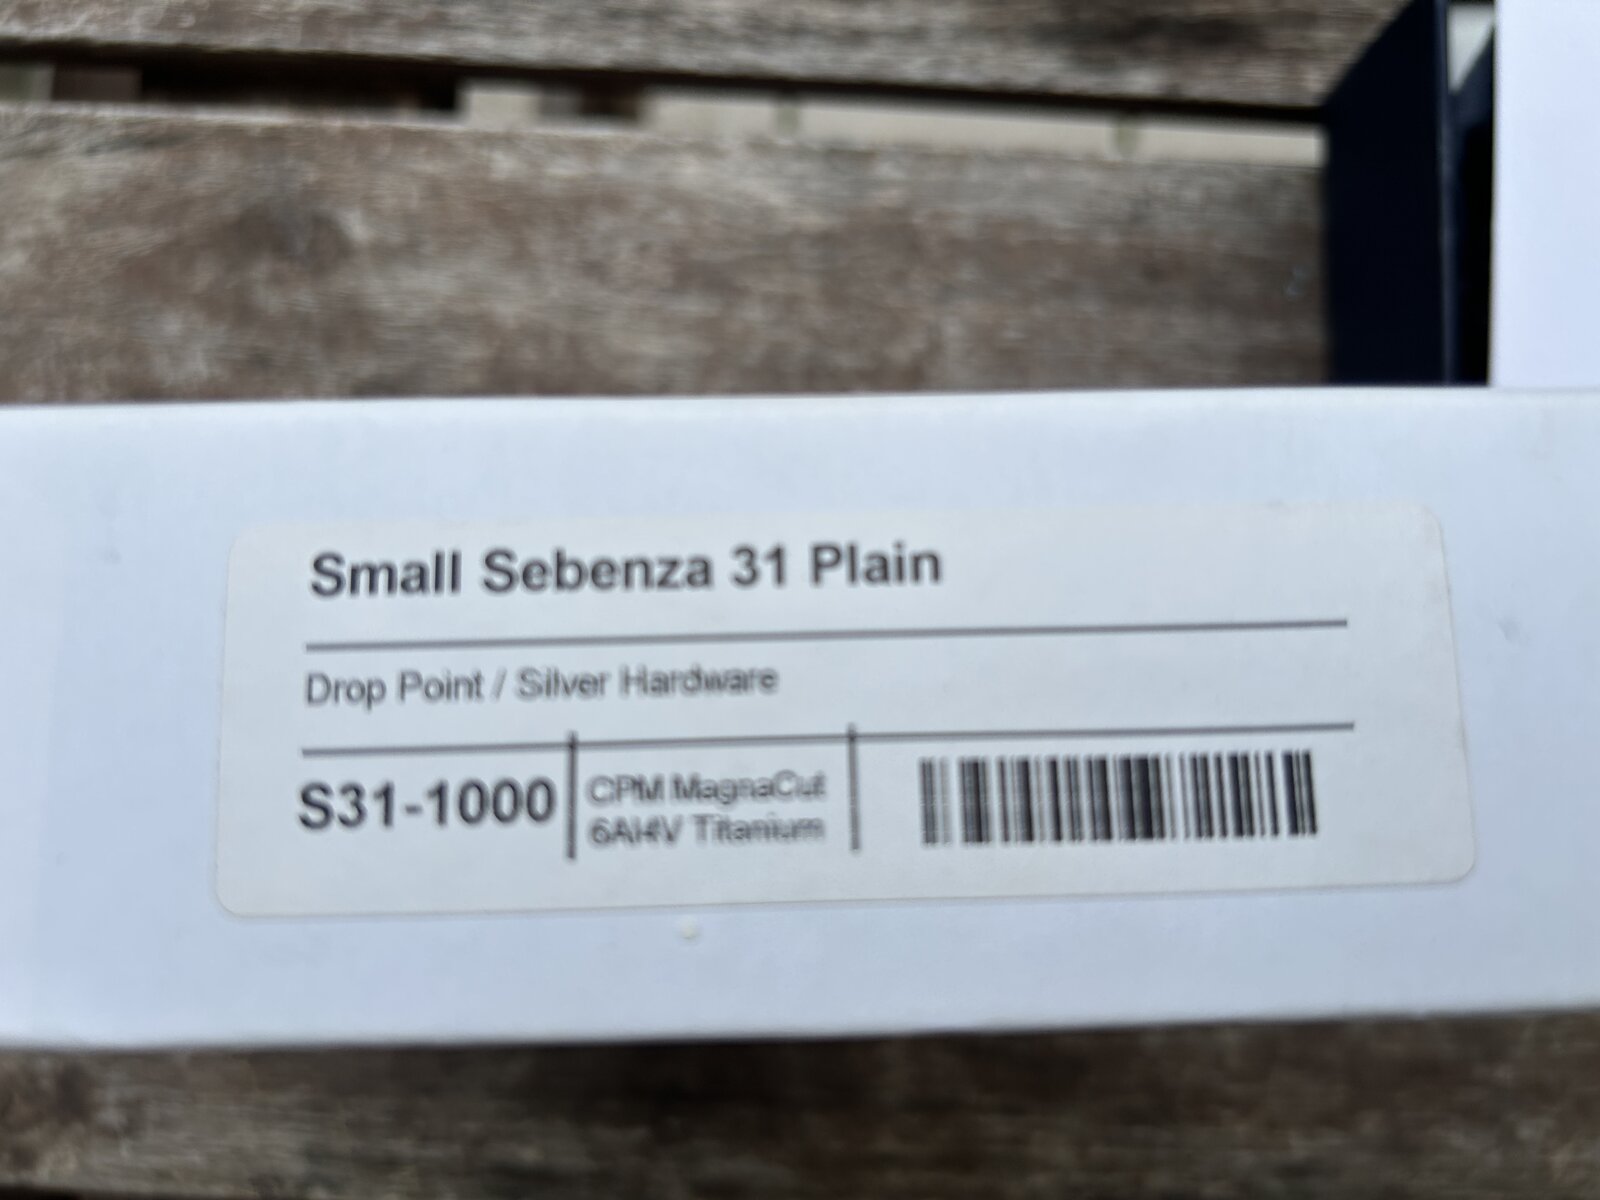 Small Sebenza 31 Plain
Drop Point / Silver Hardware
S31-1000
CPM MagnaCut
6Al4V Titanium